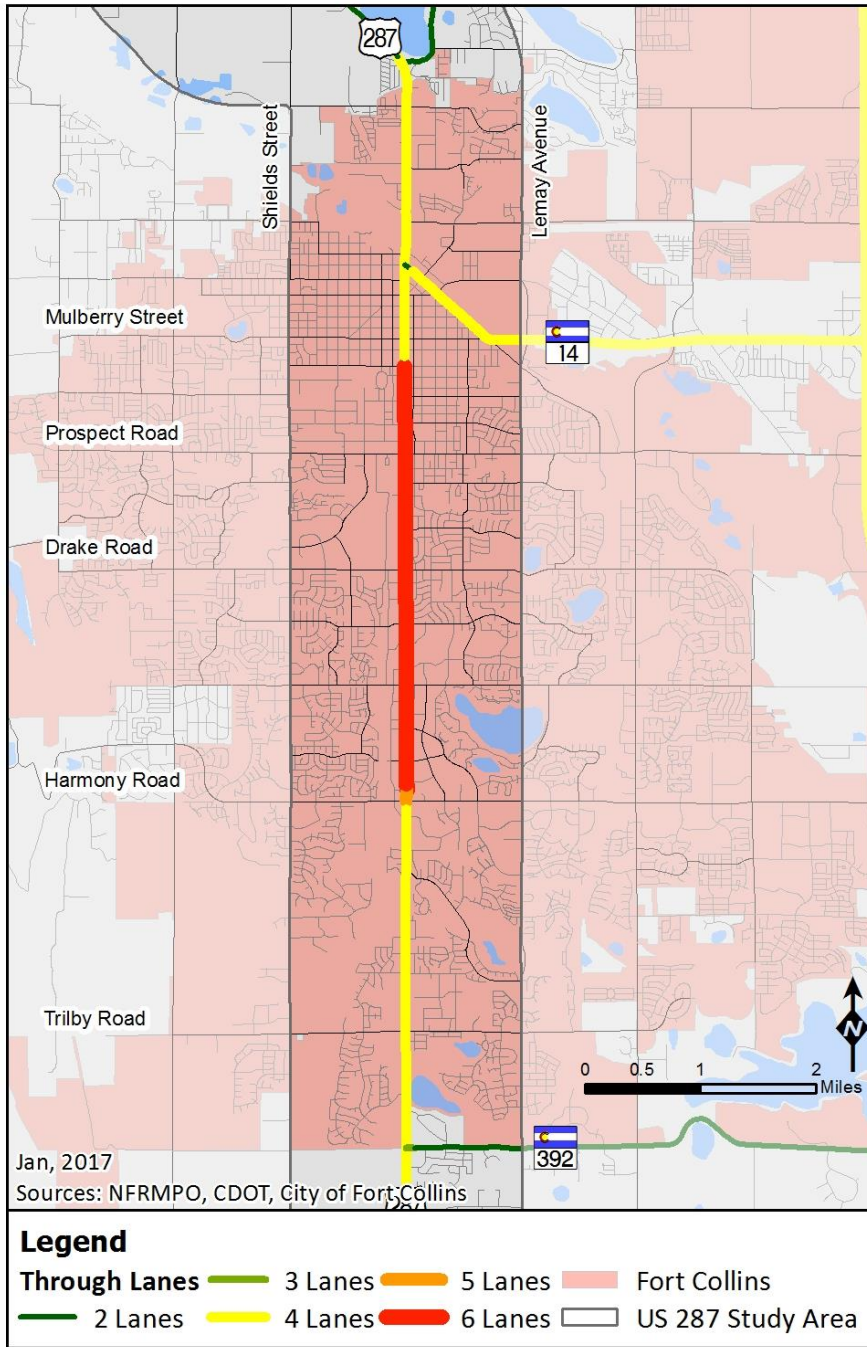 287
Shields Street
Lemay Avenue
Mulberry Street
14
Prospect Road
Drake Road
Harmony Road
Trilby Road
N
0 0.5 1 2
Miles
392
Jan, 2017
Sources: NFRMPO, CDOT, City of Fort Collins
287
Legend
Through Lanes
3 Lanes
5 Lanes
Fort Collins
2 Lanes
4 Lanes
6 Lanes
US 287 Study Area